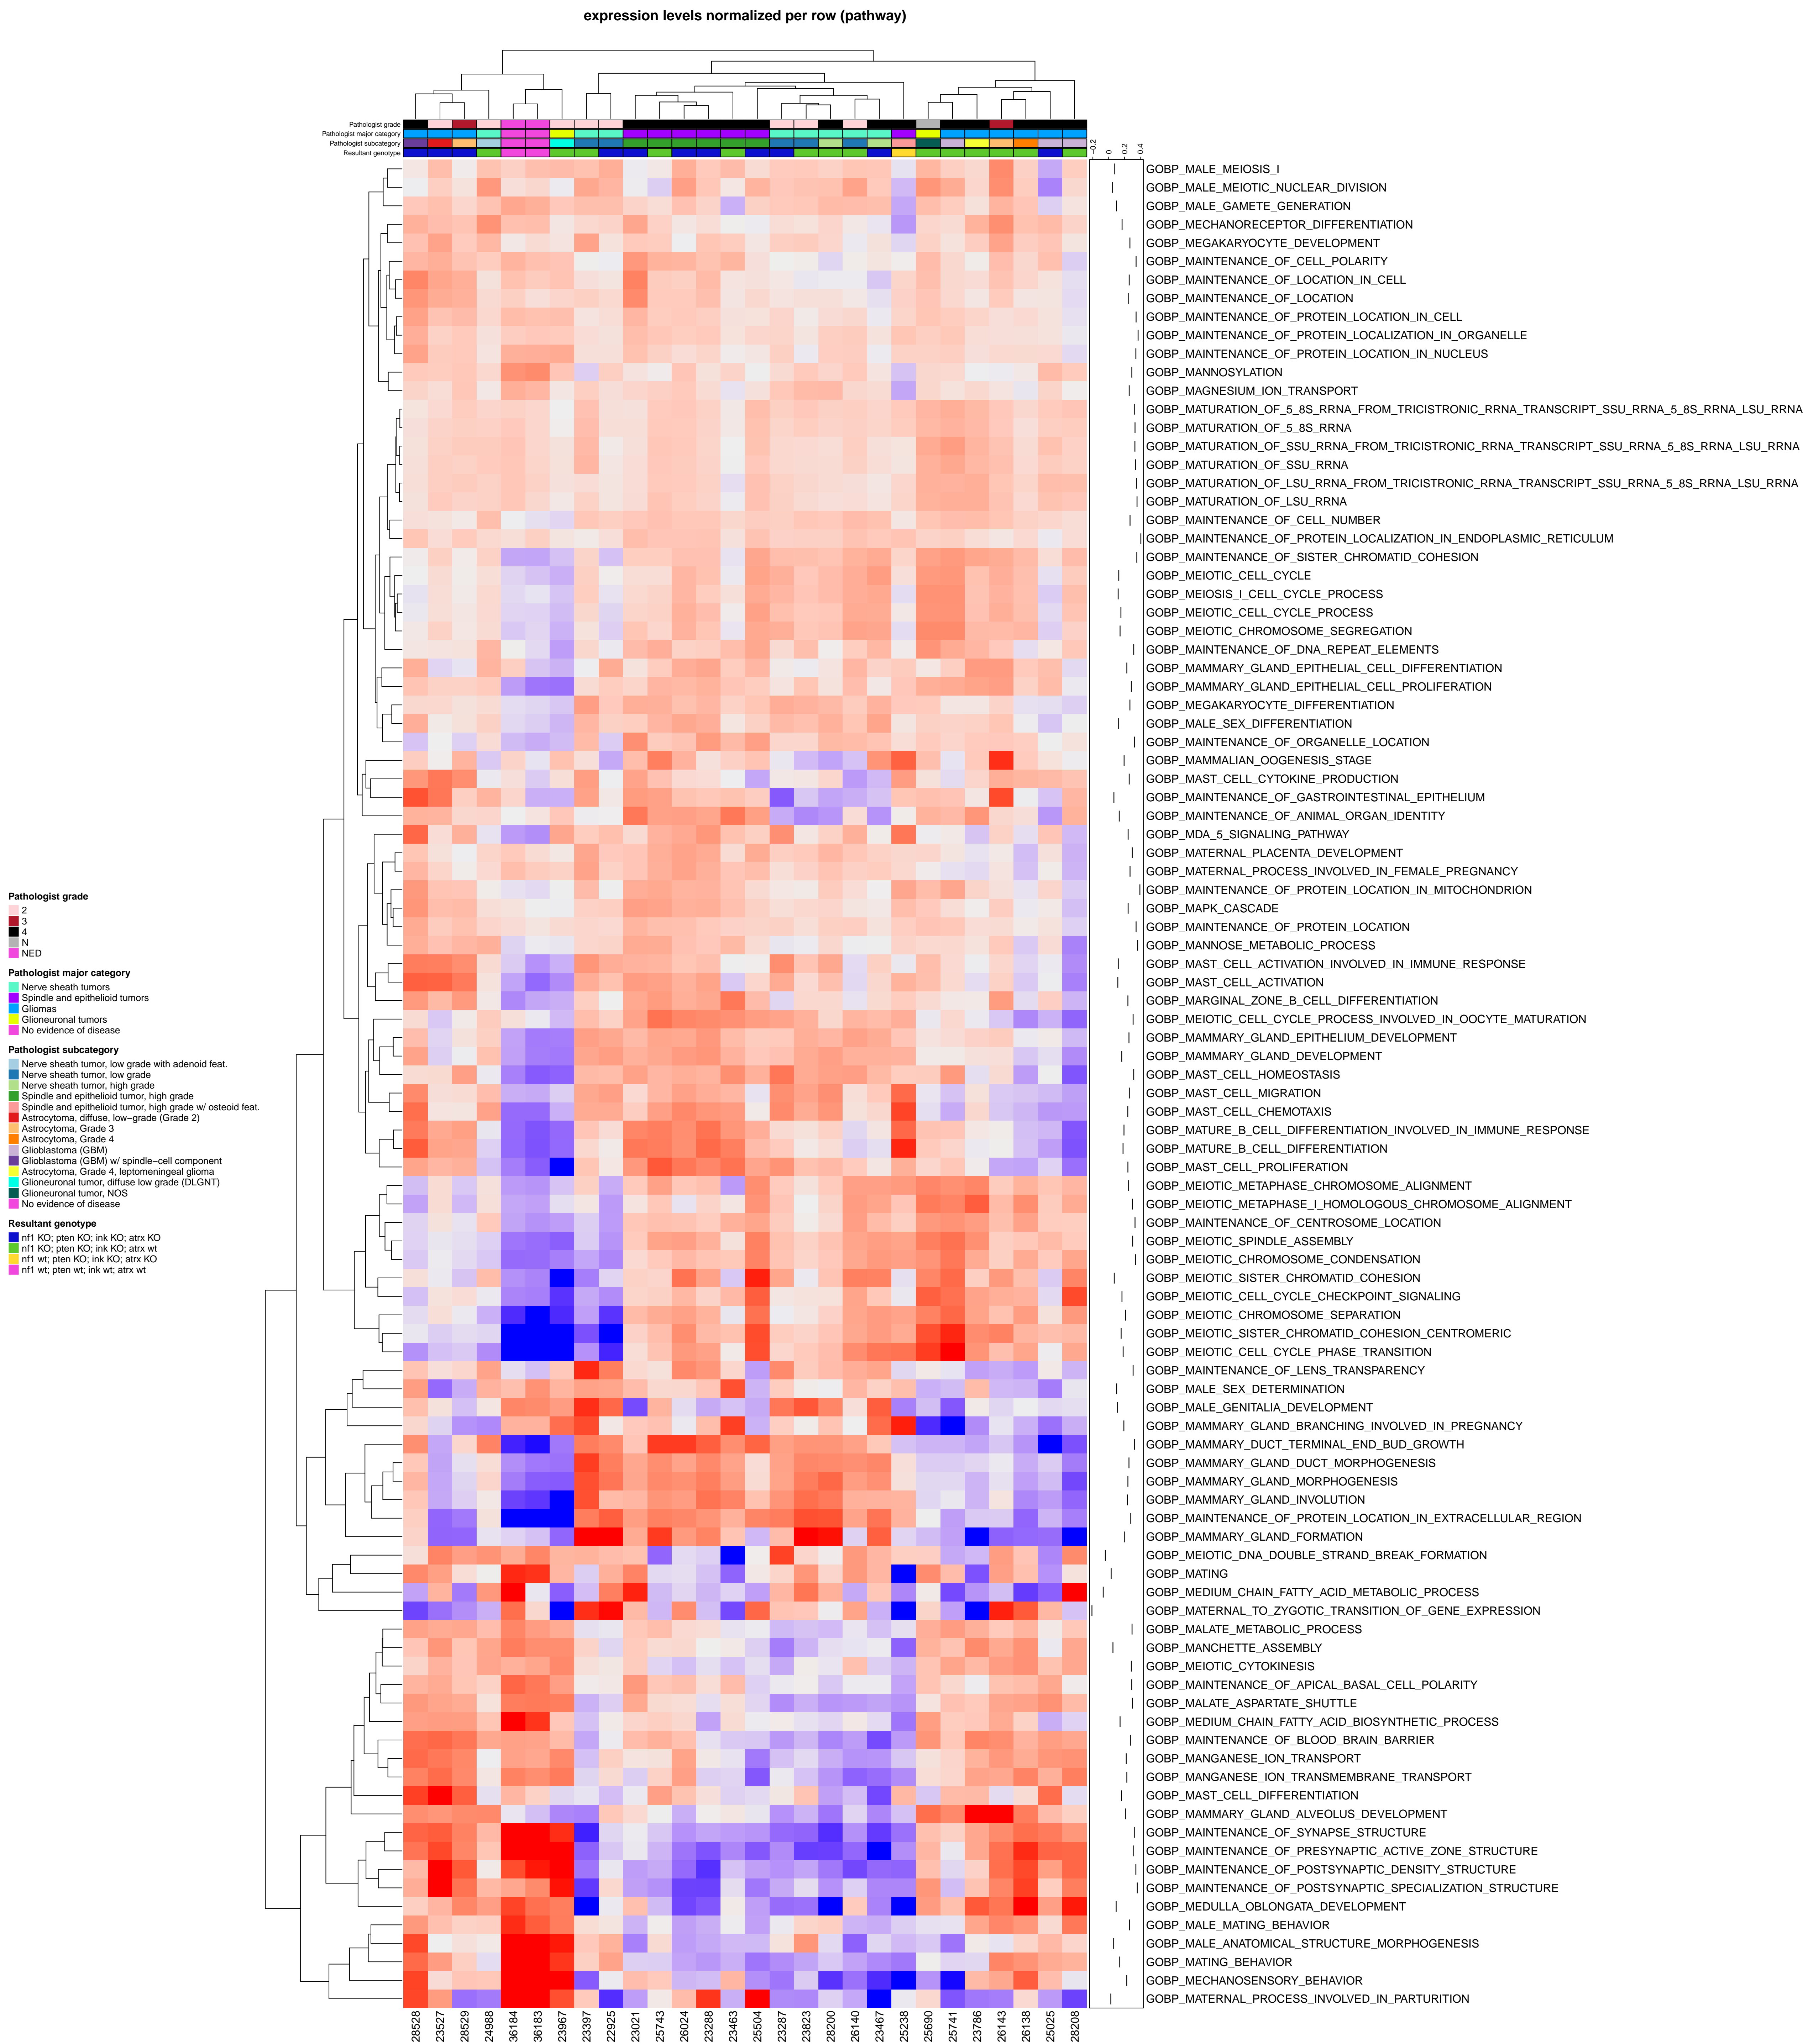 expression levels normalized per row (pathway)
Pathologist grade
Pathologist major category
Pathologist subcategory
Resultant genotype
−0.2
0
0.2
0.4
GOBP_MALE_MEIOSIS_I
GOBP_MALE_MEIOTIC_NUCLEAR_DIVISION
GOBP_MALE_GAMETE_GENERATION
GOBP_MECHANORECEPTOR_DIFFERENTIATION
GOBP_MEGAKARYOCYTE_DEVELOPMENT
GOBP_MAINTENANCE_OF_CELL_POLARITY
GOBP_MAINTENANCE_OF_LOCATION_IN_CELL
GOBP_MAINTENANCE_OF_LOCATION
GOBP_MAINTENANCE_OF_PROTEIN_LOCATION_IN_CELL
GOBP_MAINTENANCE_OF_PROTEIN_LOCALIZATION_IN_ORGANELLE
GOBP_MAINTENANCE_OF_PROTEIN_LOCATION_IN_NUCLEUS
GOBP_MANNOSYLATION
GOBP_MAGNESIUM_ION_TRANSPORT
GOBP_MATURATION_OF_5_8S_RRNA_FROM_TRICISTRONIC_RRNA_TRANSCRIPT_SSU_RRNA_5_8S_RRNA_LSU_RRNA
GOBP_MATURATION_OF_5_8S_RRNA
GOBP_MATURATION_OF_SSU_RRNA_FROM_TRICISTRONIC_RRNA_TRANSCRIPT_SSU_RRNA_5_8S_RRNA_LSU_RRNA
GOBP_MATURATION_OF_SSU_RRNA
GOBP_MATURATION_OF_LSU_RRNA_FROM_TRICISTRONIC_RRNA_TRANSCRIPT_SSU_RRNA_5_8S_RRNA_LSU_RRNA
GOBP_MATURATION_OF_LSU_RRNA
GOBP_MAINTENANCE_OF_CELL_NUMBER
GOBP_MAINTENANCE_OF_PROTEIN_LOCALIZATION_IN_ENDOPLASMIC_RETICULUM
GOBP_MAINTENANCE_OF_SISTER_CHROMATID_COHESION
GOBP_MEIOTIC_CELL_CYCLE
GOBP_MEIOSIS_I_CELL_CYCLE_PROCESS
GOBP_MEIOTIC_CELL_CYCLE_PROCESS
GOBP_MEIOTIC_CHROMOSOME_SEGREGATION
GOBP_MAINTENANCE_OF_DNA_REPEAT_ELEMENTS
GOBP_MAMMARY_GLAND_EPITHELIAL_CELL_DIFFERENTIATION
GOBP_MAMMARY_GLAND_EPITHELIAL_CELL_PROLIFERATION
GOBP_MEGAKARYOCYTE_DIFFERENTIATION
GOBP_MALE_SEX_DIFFERENTIATION
GOBP_MAINTENANCE_OF_ORGANELLE_LOCATION
GOBP_MAMMALIAN_OOGENESIS_STAGE
GOBP_MAST_CELL_CYTOKINE_PRODUCTION
GOBP_MAINTENANCE_OF_GASTROINTESTINAL_EPITHELIUM
GOBP_MAINTENANCE_OF_ANIMAL_ORGAN_IDENTITY
GOBP_MDA_5_SIGNALING_PATHWAY
GOBP_MATERNAL_PLACENTA_DEVELOPMENT
GOBP_MATERNAL_PROCESS_INVOLVED_IN_FEMALE_PREGNANCY
GOBP_MAINTENANCE_OF_PROTEIN_LOCATION_IN_MITOCHONDRION
GOBP_MAPK_CASCADE
GOBP_MAINTENANCE_OF_PROTEIN_LOCATION
GOBP_MANNOSE_METABOLIC_PROCESS
GOBP_MAST_CELL_ACTIVATION_INVOLVED_IN_IMMUNE_RESPONSE
GOBP_MAST_CELL_ACTIVATION
GOBP_MARGINAL_ZONE_B_CELL_DIFFERENTIATION
GOBP_MEIOTIC_CELL_CYCLE_PROCESS_INVOLVED_IN_OOCYTE_MATURATION
GOBP_MAMMARY_GLAND_EPITHELIUM_DEVELOPMENT
GOBP_MAMMARY_GLAND_DEVELOPMENT
GOBP_MAST_CELL_HOMEOSTASIS
GOBP_MAST_CELL_MIGRATION
GOBP_MAST_CELL_CHEMOTAXIS
GOBP_MATURE_B_CELL_DIFFERENTIATION_INVOLVED_IN_IMMUNE_RESPONSE
GOBP_MATURE_B_CELL_DIFFERENTIATION
GOBP_MAST_CELL_PROLIFERATION
GOBP_MEIOTIC_METAPHASE_CHROMOSOME_ALIGNMENT
GOBP_MEIOTIC_METAPHASE_I_HOMOLOGOUS_CHROMOSOME_ALIGNMENT
GOBP_MAINTENANCE_OF_CENTROSOME_LOCATION
GOBP_MEIOTIC_SPINDLE_ASSEMBLY
GOBP_MEIOTIC_CHROMOSOME_CONDENSATION
GOBP_MEIOTIC_SISTER_CHROMATID_COHESION
GOBP_MEIOTIC_CELL_CYCLE_CHECKPOINT_SIGNALING
GOBP_MEIOTIC_CHROMOSOME_SEPARATION
GOBP_MEIOTIC_SISTER_CHROMATID_COHESION_CENTROMERIC
GOBP_MEIOTIC_CELL_CYCLE_PHASE_TRANSITION
GOBP_MAINTENANCE_OF_LENS_TRANSPARENCY
GOBP_MALE_SEX_DETERMINATION
GOBP_MALE_GENITALIA_DEVELOPMENT
GOBP_MAMMARY_GLAND_BRANCHING_INVOLVED_IN_PREGNANCY
GOBP_MAMMARY_DUCT_TERMINAL_END_BUD_GROWTH
GOBP_MAMMARY_GLAND_DUCT_MORPHOGENESIS
GOBP_MAMMARY_GLAND_MORPHOGENESIS
GOBP_MAMMARY_GLAND_INVOLUTION
GOBP_MAINTENANCE_OF_PROTEIN_LOCATION_IN_EXTRACELLULAR_REGION
GOBP_MAMMARY_GLAND_FORMATION
GOBP_MEIOTIC_DNA_DOUBLE_STRAND_BREAK_FORMATION
GOBP_MATING
GOBP_MEDIUM_CHAIN_FATTY_ACID_METABOLIC_PROCESS
GOBP_MATERNAL_TO_ZYGOTIC_TRANSITION_OF_GENE_EXPRESSION
GOBP_MALATE_METABOLIC_PROCESS
GOBP_MANCHETTE_ASSEMBLY
GOBP_MEIOTIC_CYTOKINESIS
GOBP_MAINTENANCE_OF_APICAL_BASAL_CELL_POLARITY
GOBP_MALATE_ASPARTATE_SHUTTLE
GOBP_MEDIUM_CHAIN_FATTY_ACID_BIOSYNTHETIC_PROCESS
GOBP_MAINTENANCE_OF_BLOOD_BRAIN_BARRIER
GOBP_MANGANESE_ION_TRANSPORT
GOBP_MANGANESE_ION_TRANSMEMBRANE_TRANSPORT
GOBP_MAST_CELL_DIFFERENTIATION
GOBP_MAMMARY_GLAND_ALVEOLUS_DEVELOPMENT
GOBP_MAINTENANCE_OF_SYNAPSE_STRUCTURE
GOBP_MAINTENANCE_OF_PRESYNAPTIC_ACTIVE_ZONE_STRUCTURE
GOBP_MAINTENANCE_OF_POSTSYNAPTIC_DENSITY_STRUCTURE
GOBP_MAINTENANCE_OF_POSTSYNAPTIC_SPECIALIZATION_STRUCTURE
GOBP_MEDULLA_OBLONGATA_DEVELOPMENT
GOBP_MALE_MATING_BEHAVIOR
GOBP_MALE_ANATOMICAL_STRUCTURE_MORPHOGENESIS
GOBP_MATING_BEHAVIOR
GOBP_MECHANOSENSORY_BEHAVIOR
GOBP_MATERNAL_PROCESS_INVOLVED_IN_PARTURITION
Pathologist grade
2
3
4
N
NED
Pathologist major category
Nerve sheath tumors
Spindle and epithelioid tumors
Gliomas
Glioneuronal tumors
No evidence of disease
Pathologist subcategory
Nerve sheath tumor, low grade with adenoid feat.
Nerve sheath tumor, low grade
Nerve sheath tumor, high grade
Spindle and epithelioid tumor, high grade
Spindle and epithelioid tumor, high grade w/ osteoid feat.
Astrocytoma, diffuse, low−grade (Grade 2)
Astrocytoma, Grade 3
Astrocytoma, Grade 4
Glioblastoma (GBM)
Glioblastoma (GBM) w/ spindle−cell component
Astrocytoma, Grade 4, leptomeningeal glioma
Glioneuronal tumor, diffuse low grade (DLGNT)
Glioneuronal tumor, NOS
No evidence of disease
Resultant genotype
nf1 KO; pten KO; ink KO; atrx KO
nf1 KO; pten KO; ink KO; atrx wt
nf1 wt; pten KO; ink KO; atrx KO
nf1 wt; pten wt; ink wt; atrx wt
28528
23527
28529
24988
36184
36183
23967
23397
22925
23021
25743
26024
23288
23463
25504
23287
23823
28200
26140
23467
25238
25690
25741
23786
26143
26138
25025
28208